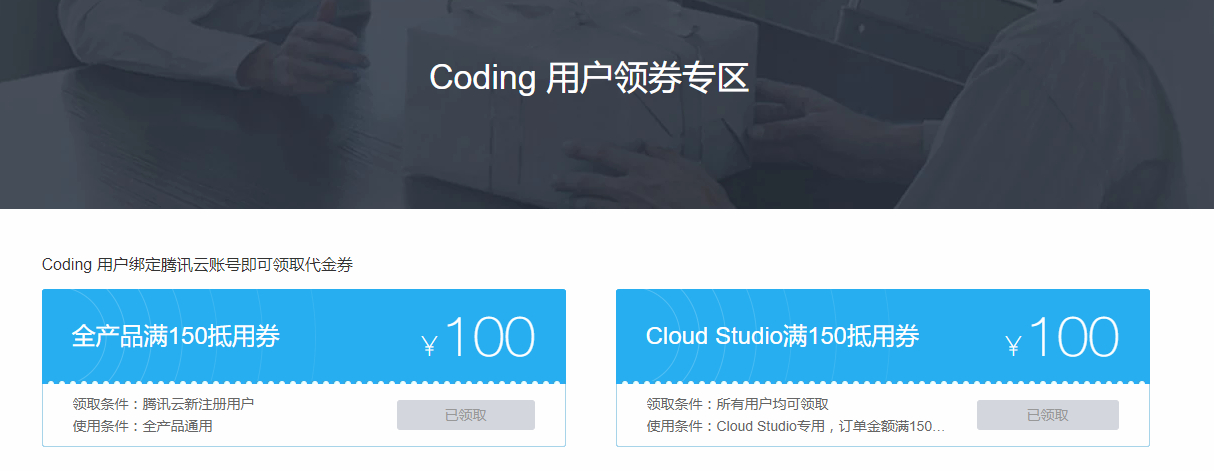 Coding 用户领券专区
Coding 用户绑定腾讯云账号即可领取代金券
全产品满150抵用券
¥100
领取条件：腾讯云新注册用户
使用条件：全产品通用
已领取
Cloud Studio满150抵用券
¥100
领取条件：所有用户均可领取
使用条件：Cloud Studio专用，订单金额满150...
已领取